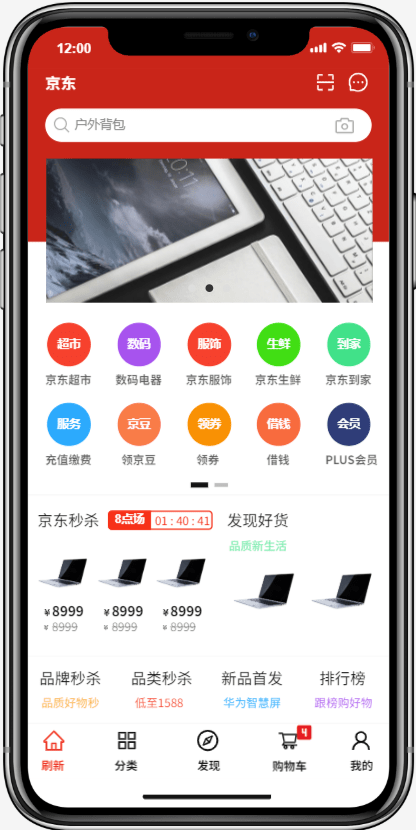 12:00
京东
户外背包
10:10
超市 数码 服饰 生鲜 到家
京东超市 数码电器 京东服饰 京东生鲜 京东到家
服务 京豆 领券 借钱 会员
充值缴费 领京豆 领券 借钱 PLUS会员
京东秒杀 8点场 01:40:41 发现好货
品质新生活
¥8999 ¥8999 ¥8999
¥ 8999 ¥ 8999 ¥ 8999
品牌秒杀 品类秒杀 新品首发 排行榜
品质好物秒 低至1588 华为智慧屏 跟榜购好物
4
刷新 分类 发现 购物车 我的